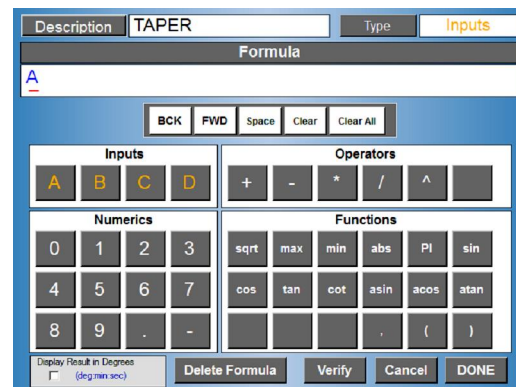 Description TAPER Type Inputs
Formula
A
BCK FWD Space Clear Clear All
Inputs Operators
A B C D + - * / ^
Numerics Functions
0 1 2 3 sqrt max min abs PI sin
4 5 6 7 cos tan cot asin acos atan
8 9 . - , ( )
Display Result in Degrees
(deg:min:sec)
Delete Formula Verify Cancel DONE